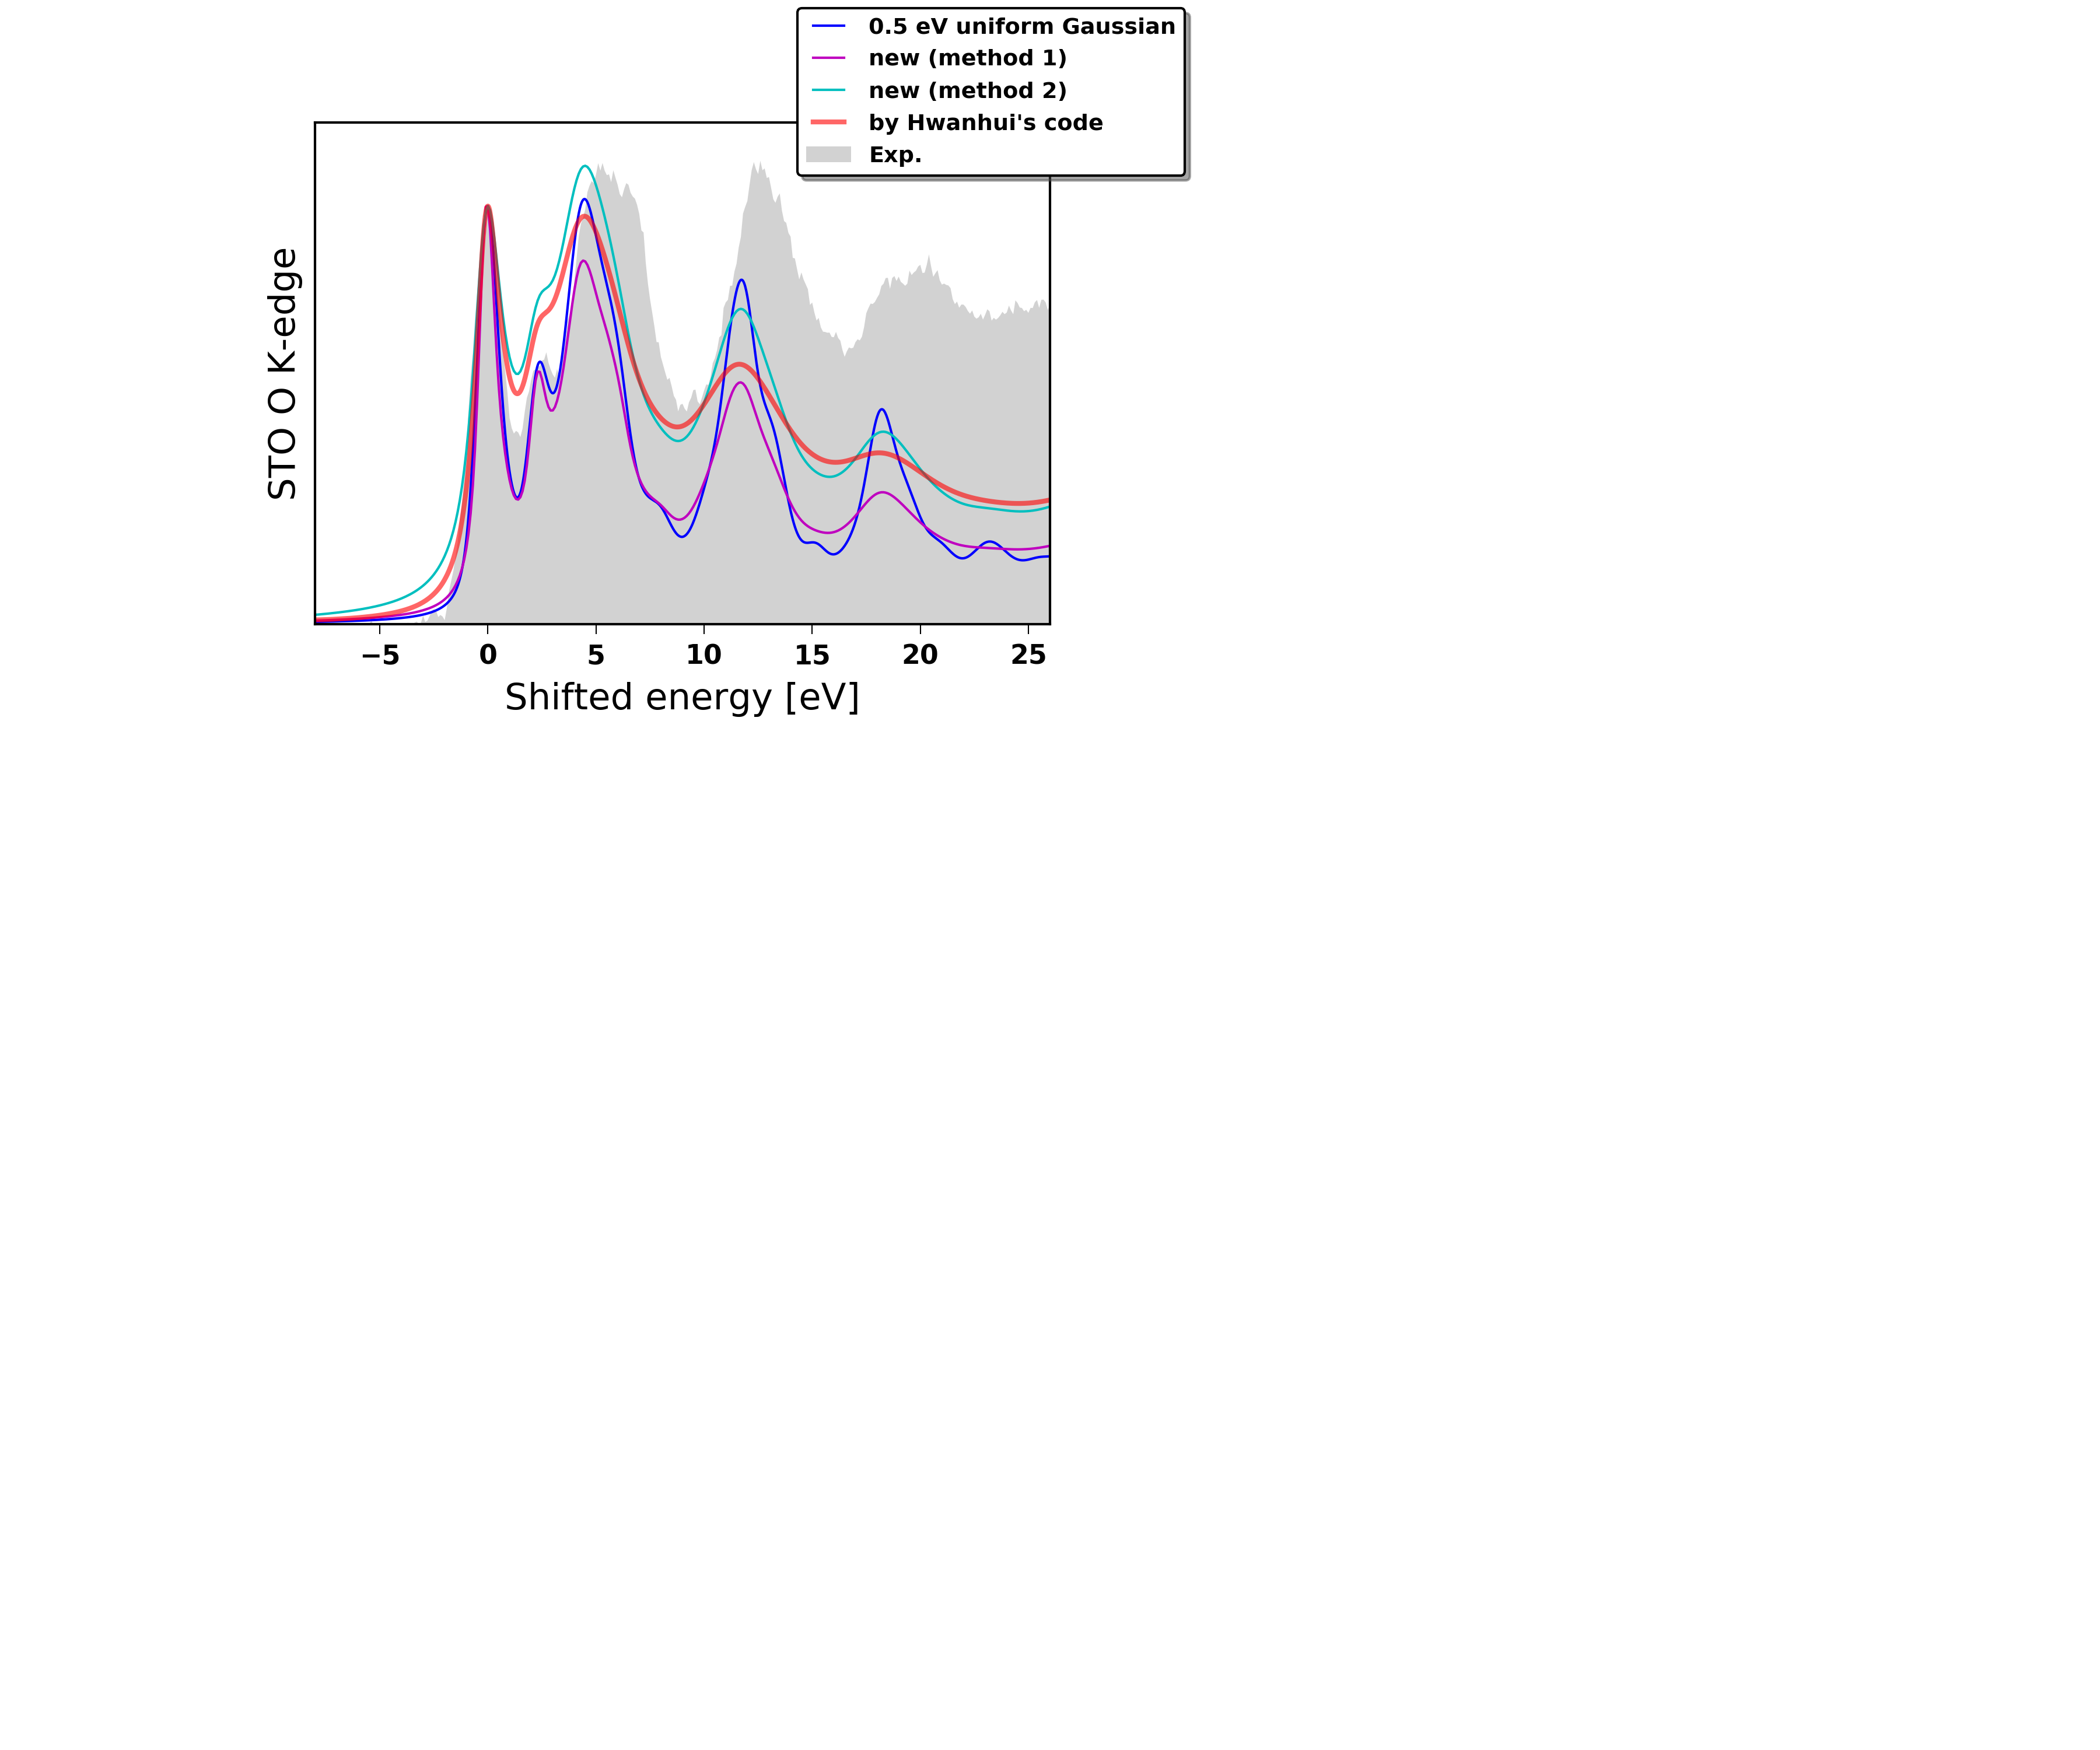 0.5 eV uniform Gaussian
new (method 1)
new (method 2)
by Hwanhui's code
Exp.
STO O K-edge
−5 0 5 10 15 20 25
Shifted energy [eV]